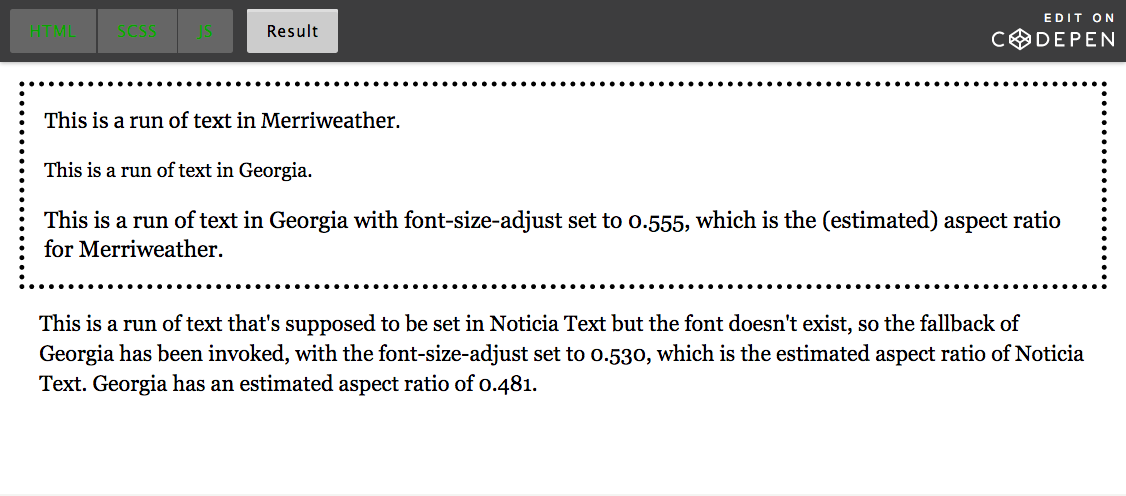 HTML SCSS JS Result EDIT ON
CODEPEN
This is a run of text in Merriweather.
This is a run of text in Georgia.
This is a run of text in Georgia with font-size-adjust set to 0.555, which is the (estimated) aspect ratio
for Merriweather.
This is a run of text that's supposed to be set in Noticia Text but the font doesn't exist, so the fallback of
Georgia has been invoked, with the font-size-adjust set to 0.530, which is the estimated aspect ratio of Noticia
Text. Georgia has an estimated aspect ratio of 0.481.